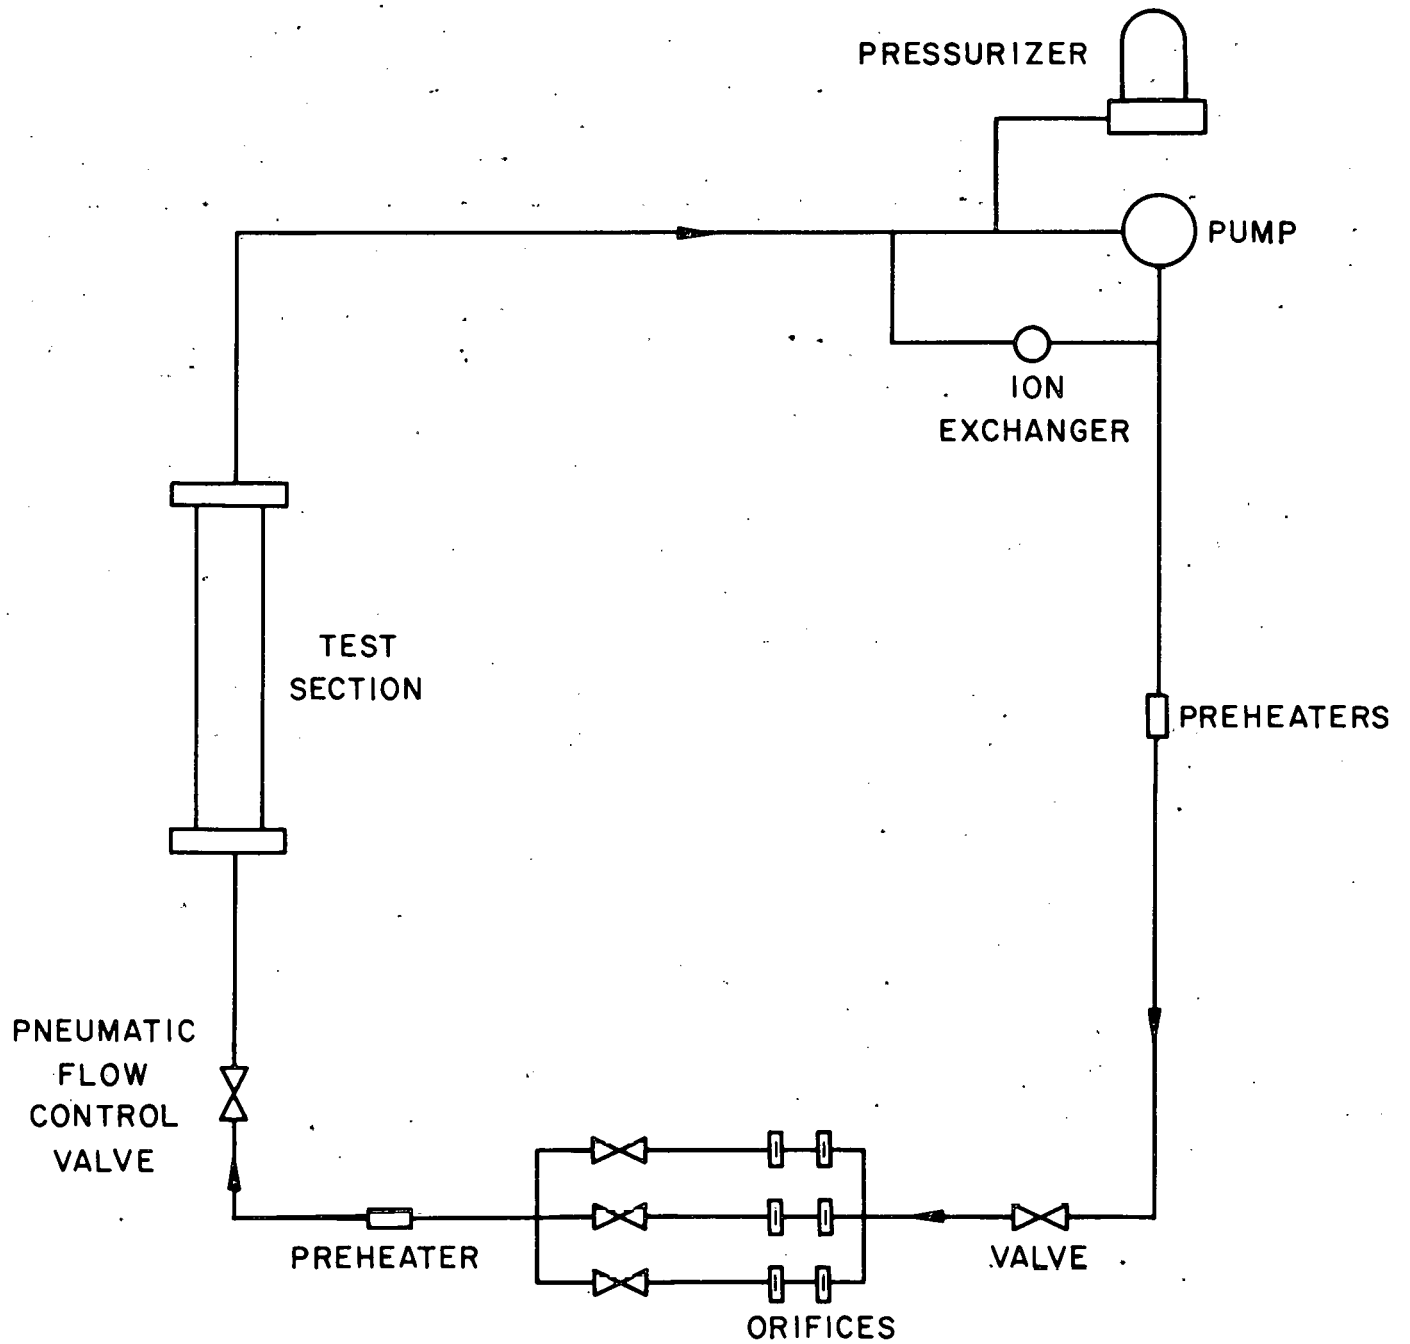 PRESSURIZER
PUMP
ION
EXCHANGER
TEST
SECTION
PREHEATERS
PNEUMATIC
FLOW
CONTROL
VALVE
PREHEATER
VALVE
ORIFICES